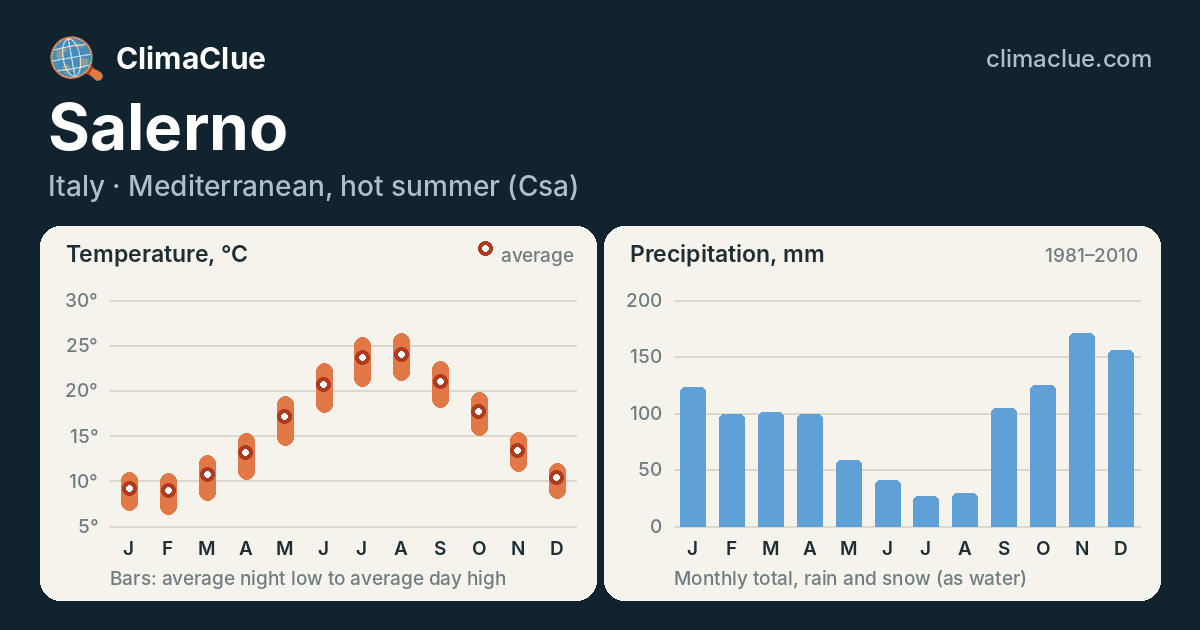 ClimaClue
climaclue.com
Salerno
Italy · Mediterranean, hot summer (Csa)
Temperature, °C
average
30°
25°
20°
15°
10°
5°
J F M A M J J A S O N D
Bars: average night low to average day high
Precipitation, mm
1981–2010
200
150
100
50
0
J F M A M J J A S O N D
Monthly total, rain and snow (as water)